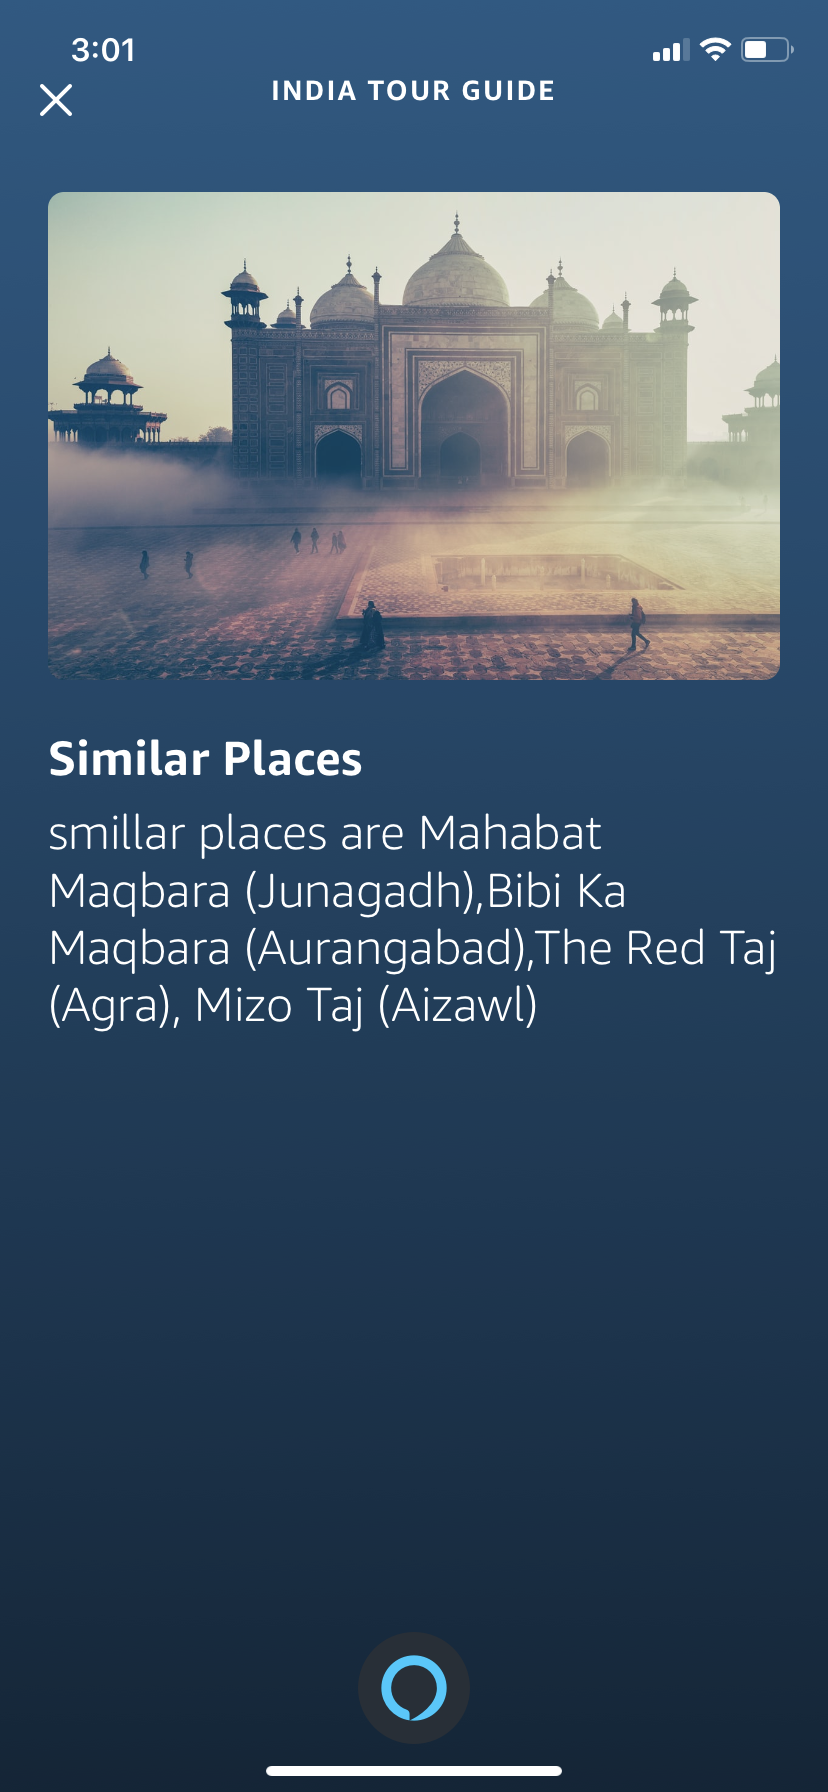 3:01
INDIA TOUR GUIDE
Similar Places
smillar places are Mahabat
Maqbara (Junagadh),Bibi Ka
Maqbara (Aurangabad),The Red Taj
(Agra), Mizo Taj (Aizawl)